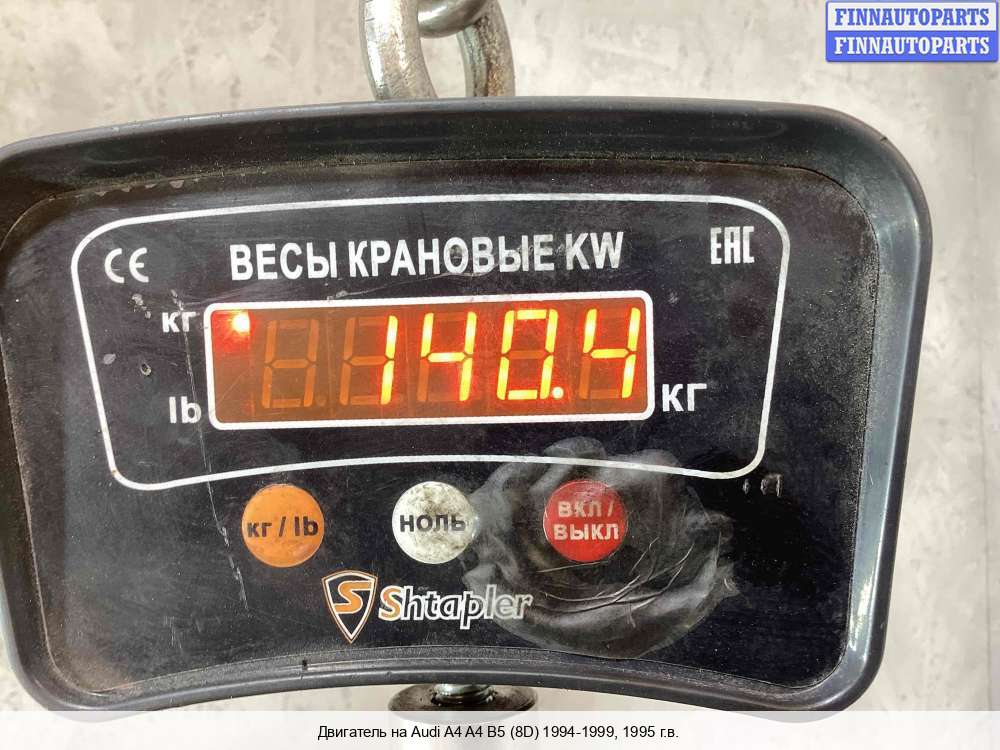 FINNAUTOPARTS
FINNAUTOPARTS
CE
ВЕСЫ КРАНОВЫЕ KW
EAC
кг
140.4
lb
КГ
кг / lb
НОЛЬ
ВКЛ /
ВЫКЛ
S Shtapler
Двигатель на Audi A4 A4 B5 (8D) 1994-1999, 1995 г.в.